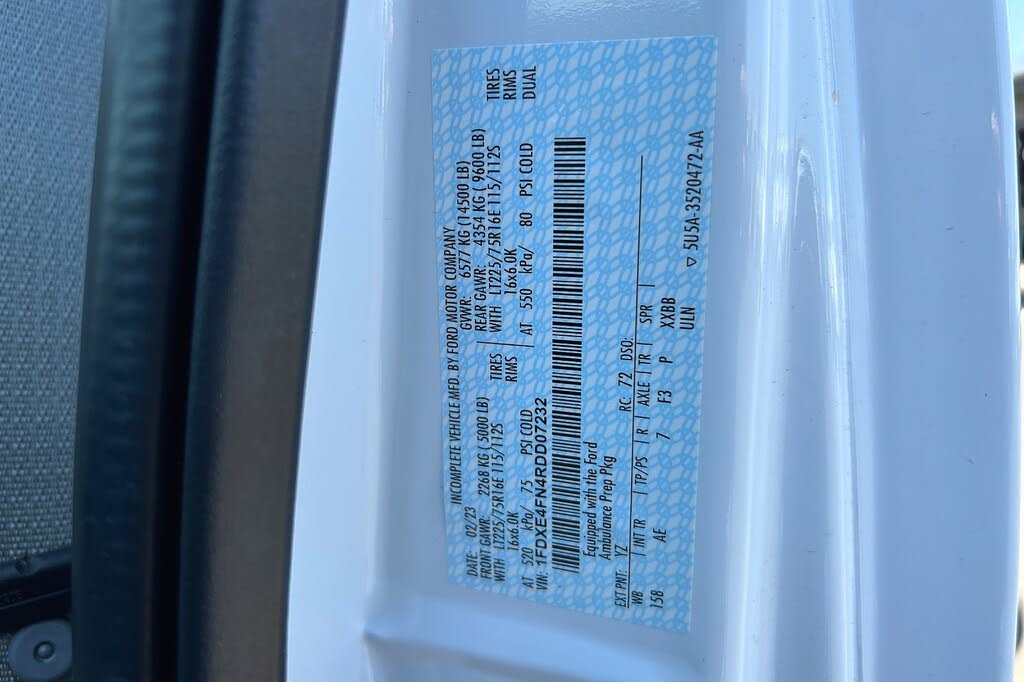 INCOMPLETE VEHICLE MFD. BY FORD MOTOR COMPANY
DATE: 02/23 GVWR: 6577 KG (14500 LB)
FRONT GAWR: 2268 KG ( 5000 LB) REAR GAWR: 4354 KG ( 9600 LB)
WITH LT225/75R16E 115/112S TIRES WITH LT225/75R16E 115/112S TIRES
16x6.0K RIMS 16x6.0K RIMS
AT 520 kPa/ 75 PSI COLD AT 550 kPa/ 80 PSI COLD DUAL
VIN: 1FDXE4FN4RDD07232
Equipped with the Ford
Ambulance Prep Pkg
EXT PNT: YZ RC: 72 DSO:
WB INT TR TP/PS R AXLE TR SPR
158 AE 7 F3 P XXBB
ULN
▽ 5U5A-3520472-AA